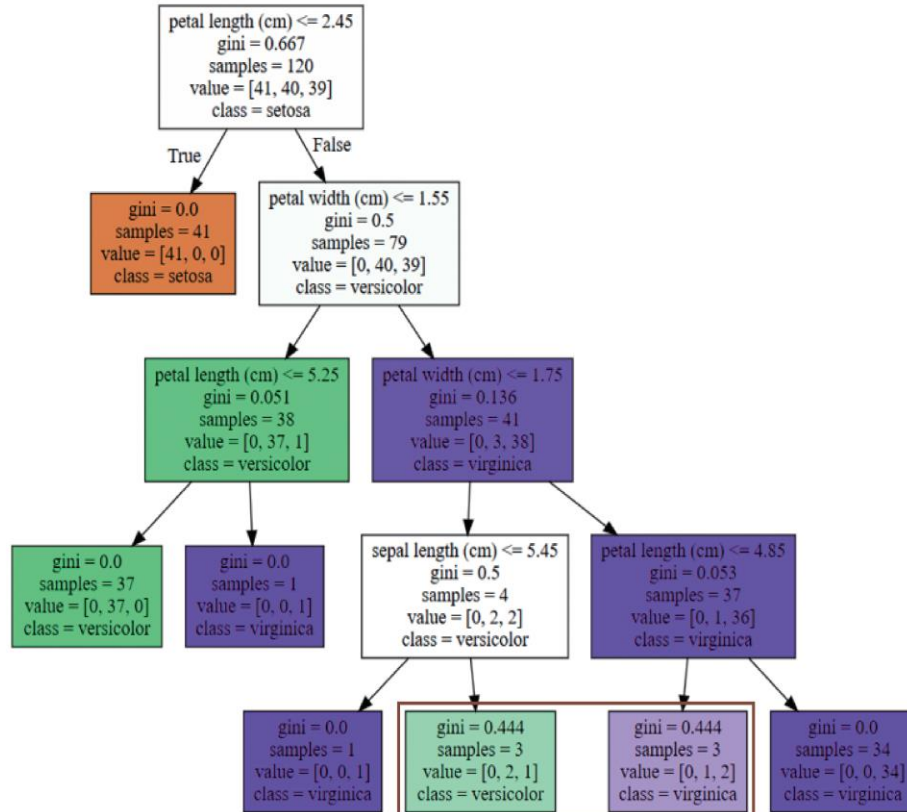 petal length (cm) <= 2.45
gini = 0.667
samples = 120
value = [41, 40, 39]
class = setosa
True
False
gini = 0.0
samples = 41
value = [41, 0, 0]
class = setosa
petal width (cm) <= 1.55
gini = 0.5
samples = 79
value = [0, 40, 39]
class = versicolor
petal length (cm) <= 5.25
gini = 0.051
samples = 38
value = [0, 37, 1]
class = versicolor
petal width (cm) <= 1.75
gini = 0.136
samples = 41
value = [0, 3, 38]
class = virginica
gini = 0.0
samples = 37
value = [0, 37, 0]
class = versicolor
gini = 0.0
samples = 1
value = [0, 0, 1]
class = virginica
sepal length (cm) <= 5.45
gini = 0.5
samples = 4
value = [0, 2, 2]
class = versicolor
petal length (cm) <= 4.85
gini = 0.053
samples = 37
value = [0, 1, 36]
class = virginica
gini = 0.0
samples = 1
value = [0, 0, 1]
class = virginica
gini = 0.444
samples = 3
value = [0, 2, 1]
class = versicolor
gini = 0.444
samples = 3
value = [0, 1, 2]
class = virginica
gini = 0.0
samples = 34
value = [0, 0, 34]
class = virginica